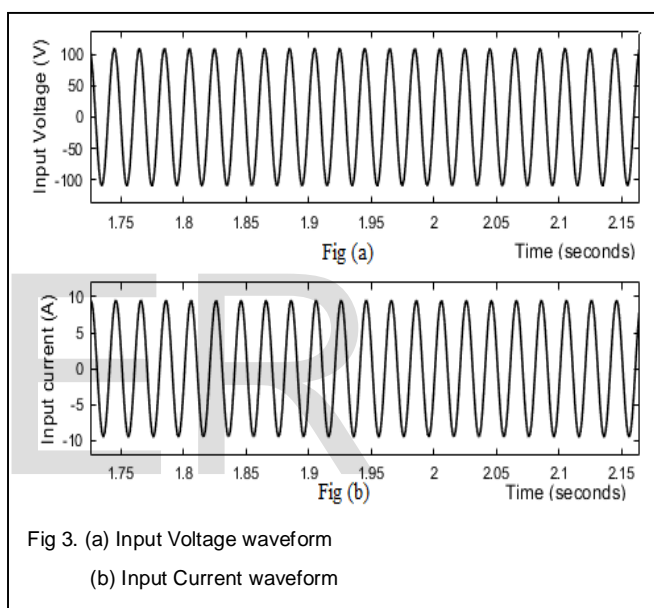 Input Voltage (V)
100
50
0
-50
-100
1.75 1.8 1.85 1.9 1.95 2 2.05 2.1 2.15
Fig (a) Time (seconds)
Input current (A)
10
5
0
-5
-10
1.75 1.8 1.85 1.9 1.95 2 2.05 2.1 2.15
Fig (b) Time (seconds)
ER
Fig 3. (a) Input Voltage waveform
(b) Input Current waveform